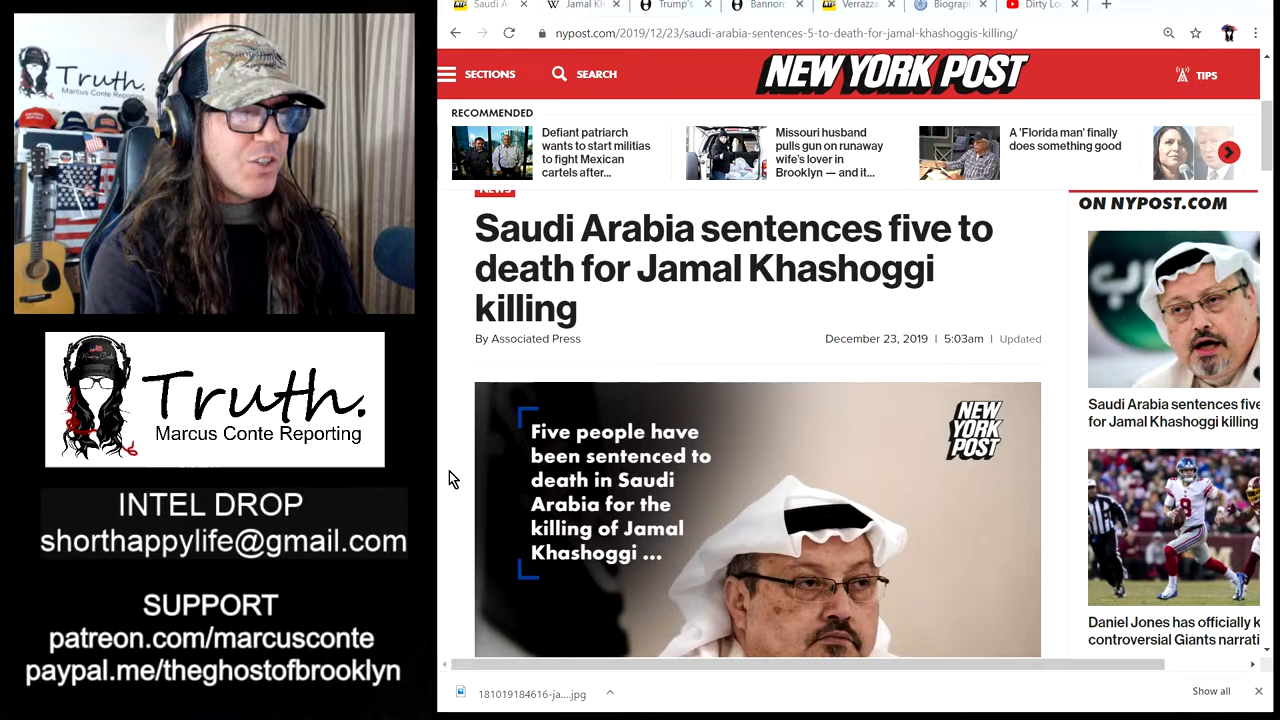 Truth.
Marcus Conte Reporting
Truth.
Marcus Conte Reporting
INTEL DROP
shorthappylife@gmail.com
SUPPORT
patreon.com/marcusconte
paypal.me/theghostofbrooklyn
Saudi A
Jamal Kh
Trump's
Bannon:
Verrazza
Biograph
Dirty Lo
nypost.com/2019/12/23/saudi-arabia-sentences-5-to-death-for-jamal-khashoggis-killing/
SECTIONS
SEARCH
NEW YORK POST
TIPS
RECOMMENDED
Defiant patriarch
wants to start militias
to fight Mexican
cartels after...
Missouri husband
pulls gun on runaway
wife's lover in
Brooklyn — and it...
A 'Florida man' finally
does something good
NEWS
Saudi Arabia sentences five to
death for Jamal Khashoggi
killing
By Associated Press
December 23, 2019 | 5:03am | Updated
Five people have
been sentenced to
death in Saudi
Arabia for the
killing of Jamal
Khashoggi ...
NEW
YORK
POST
ON NYPOST.COM
Saudi Arabia sentences five
for Jamal Khashoggi killing
Daniel Jones has officially k
controversial Giants narrati
181019184616-ja....jpg
Show all